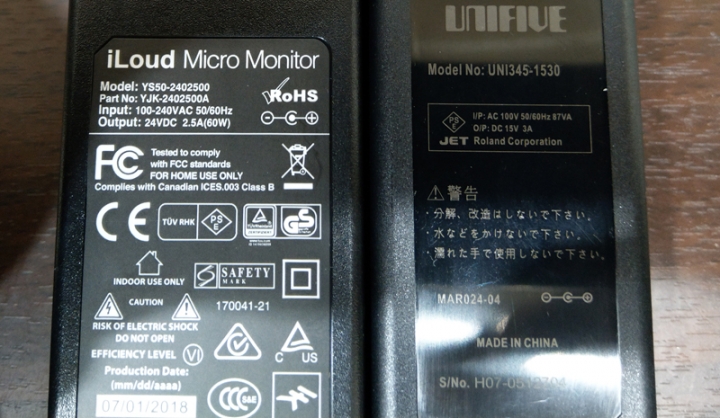 iLoud Micro Monitor
Model: YS50-2402500
Part No: YJK-2402500A
Input: 100-240VAC 50/60Hz
Output: 24VDC 2.5A(60W)
RoHS
FC
Tested to comply
with FCC standards
FOR HOME USE ONLY
Complies with Canadian ICES.003 Class B
CE
TÜV RHK
PS
E
GS
INDOOR USE ONLY
SAFETY
MARK
170041-21
CAUTION
RISK OF ELECTRIC SHOCK
DO NOT OPEN
EFFICIENCY LEVEL VI
C US
Production Date:
(mm/dd/aaaa)
07/01/2018
CCC S&E
UNIFIVE
Model No: UNI345-1530
PS
E
I/P: AC 100V 50/60Hz 87VA
O/P: DC 15V 3A
JET Roland Corporation
警告
・分解、改造はしないで下さい。
・水などをかけないで下さい。
・濡れた手で使用しないで下さい。
MAR024-04
MADE IN CHINA
S/No. H07-